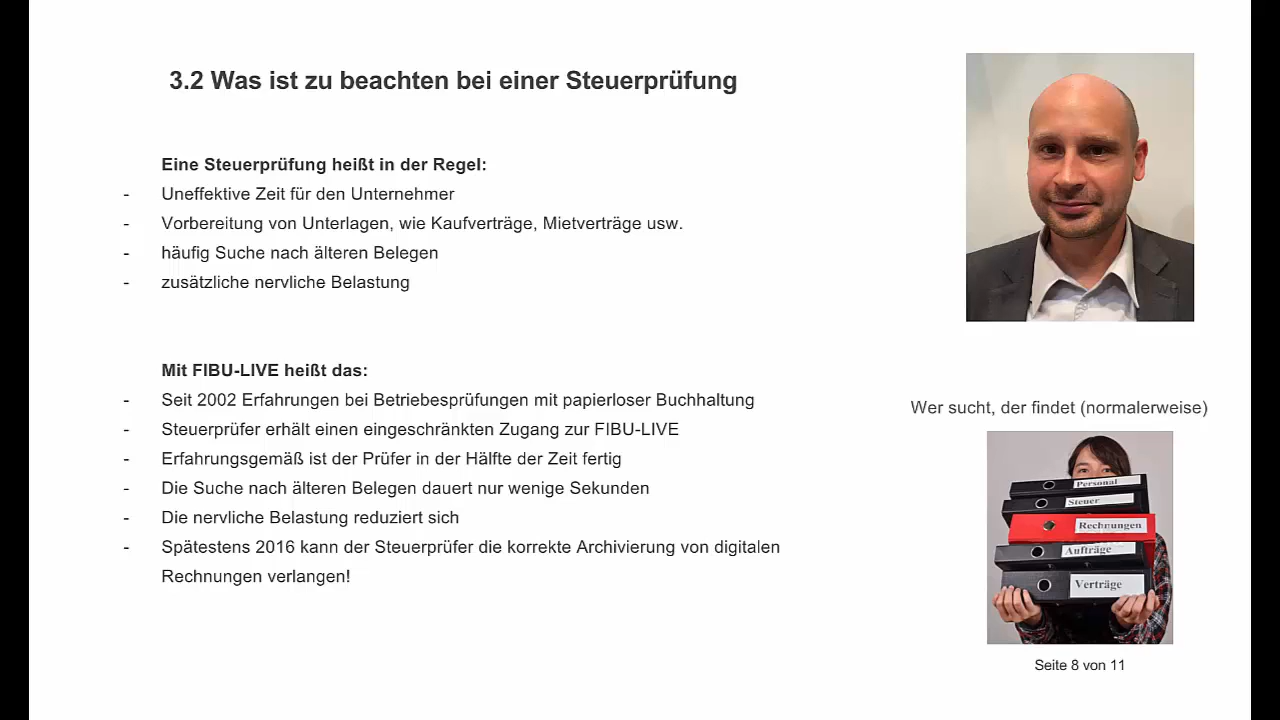 3.2 Was ist zu beachten bei einer Steuerprüfung
Eine Steuerprüfung heißt in der Regel:
- Uneffektive Zeit für den Unternehmer
- Vorbereitung von Unterlagen, wie Kaufverträge, Mietverträge usw.
- häufig Suche nach älteren Belegen
- zusätzliche nervliche Belastung
Mit FIBU-LIVE heißt das:
- Seit 2002 Erfahrungen bei Betriebesprüfungen mit papierloser Buchhaltung
- Steuerprüfer erhält einen eingeschränkten Zugang zur FIBU-LIVE
- Erfahrungsgemäß ist der Prüfer in der Hälfte der Zeit fertig
- Die Suche nach älteren Belegen dauert nur wenige Sekunden
- Die nervliche Belastung reduziert sich
- Spätestens 2016 kann der Steuerprüfer die korrekte Archivierung von digitalen
Rechnungen verlangen!
Wer sucht, der findet (normalerweise)
Personal
Steuer
Rechnungen
Aufträge
Verträge
Seite 8 von 11